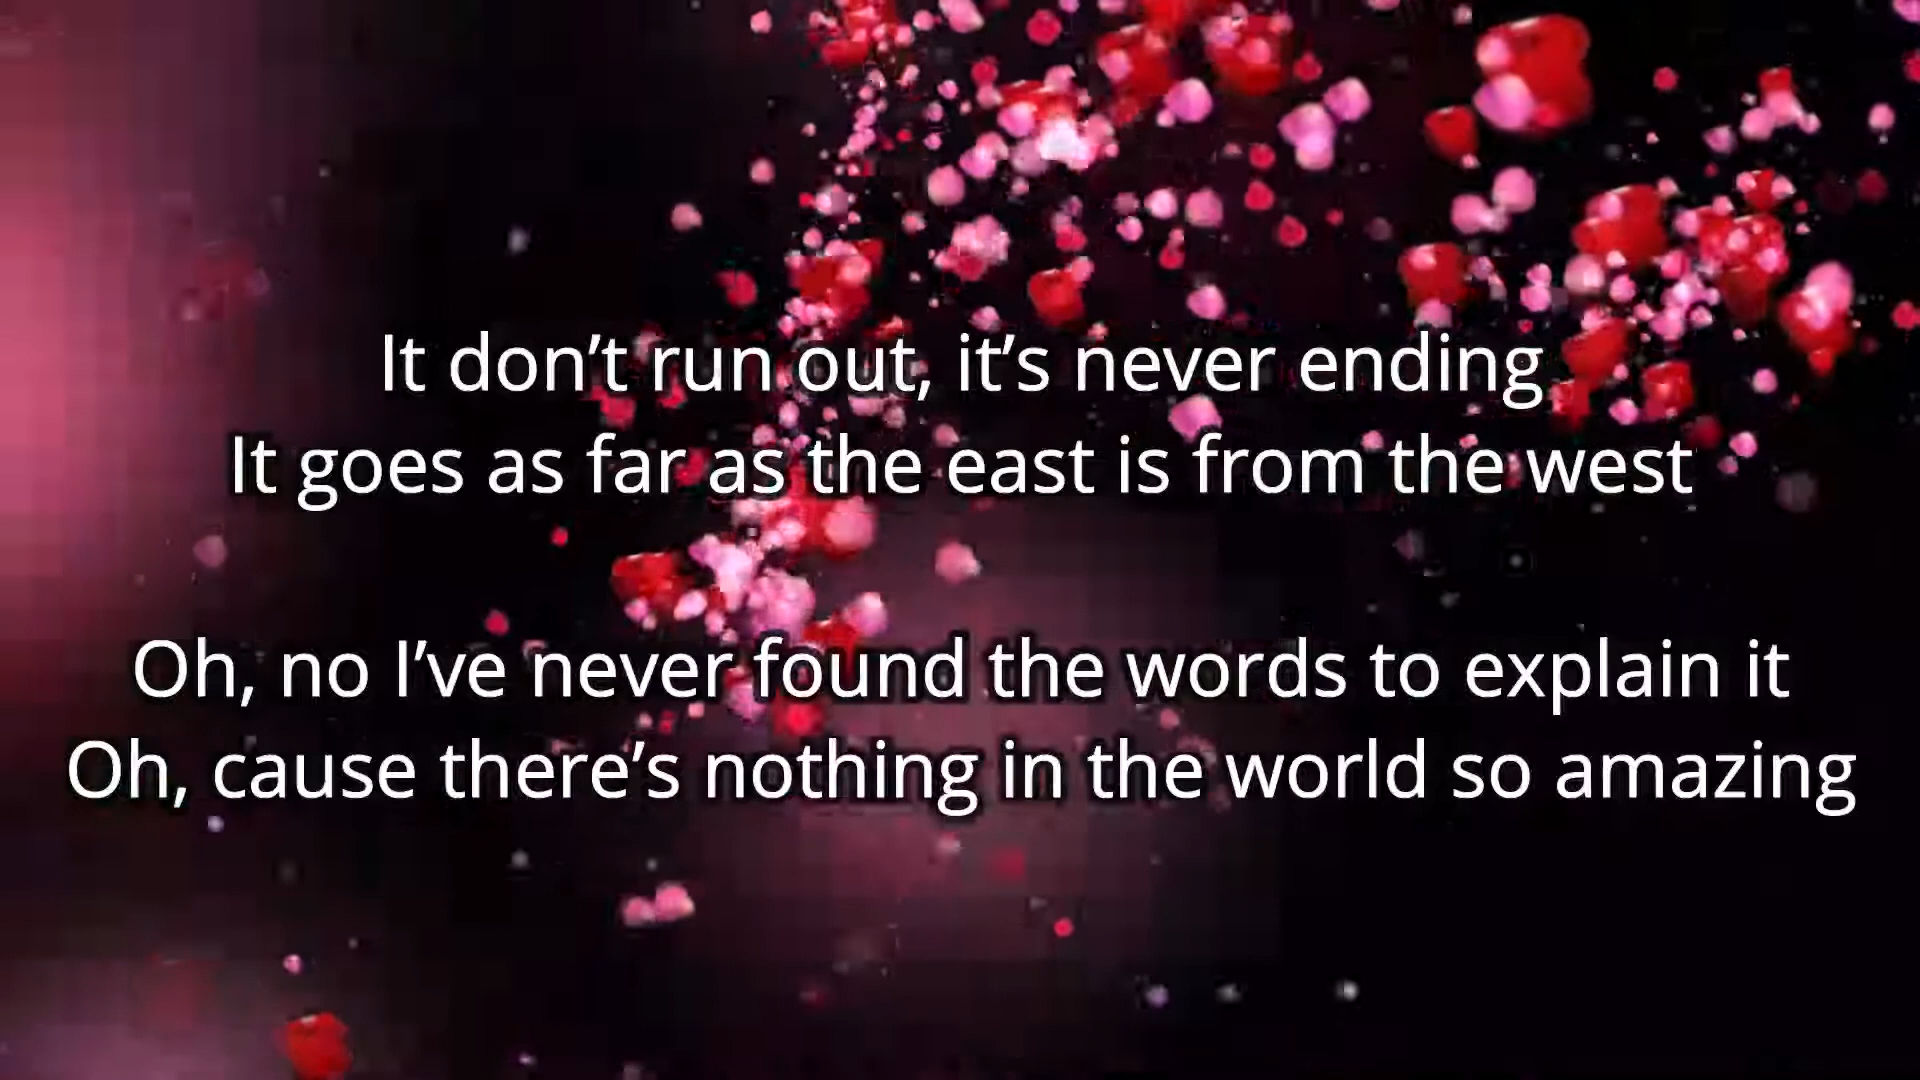 It don’t run out, it’s never ending
It goes as far as the east is from the west
Oh, no I’ve never found the words to explain it
Oh, cause there’s nothing in the world so amazing